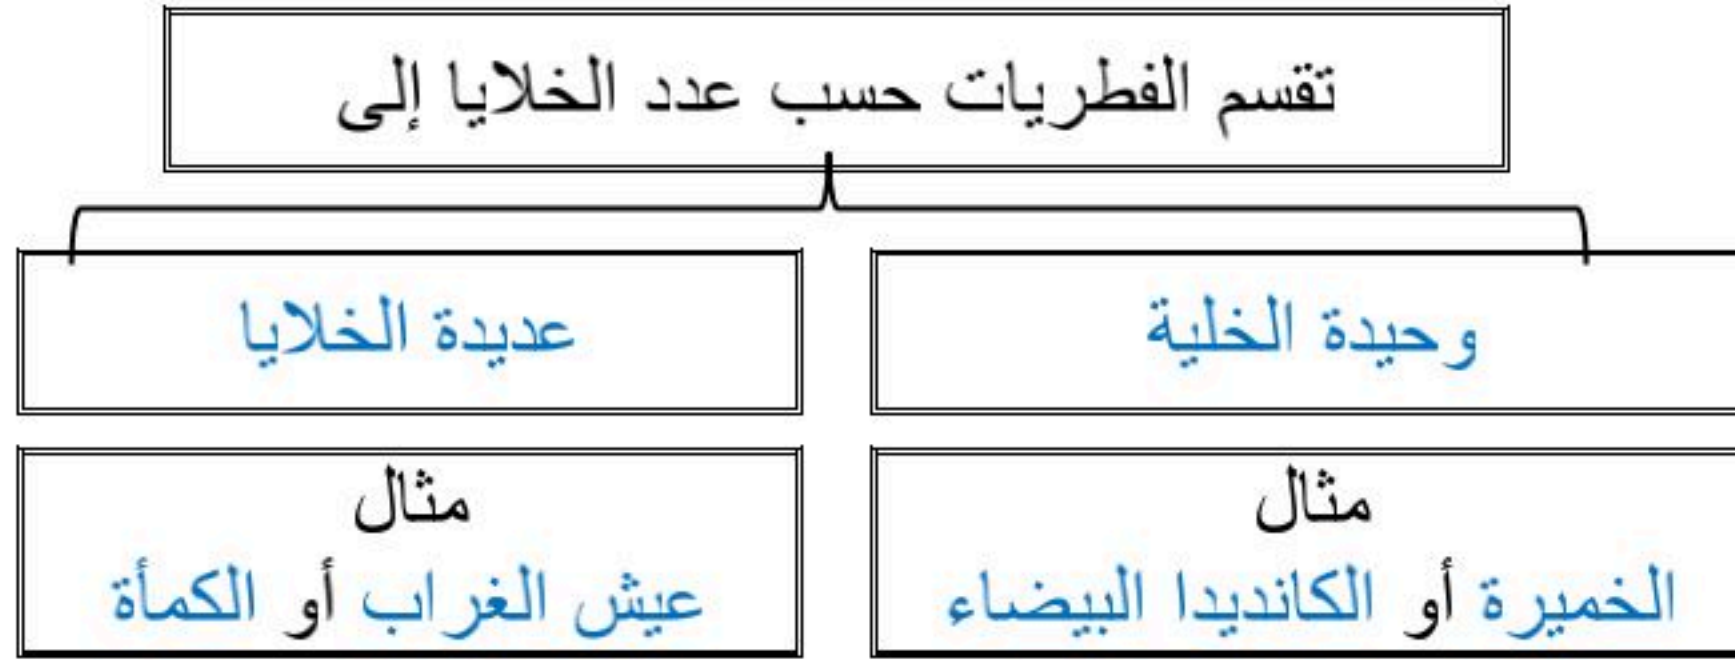 تقسم الفطريات حسب عدد الخلايا إلى
وحيدة الخلية
عديدة الخلايا
مثال
الخميرة أو الكانديدا البيضاء
مثال
عيش الغراب أو الكمأة